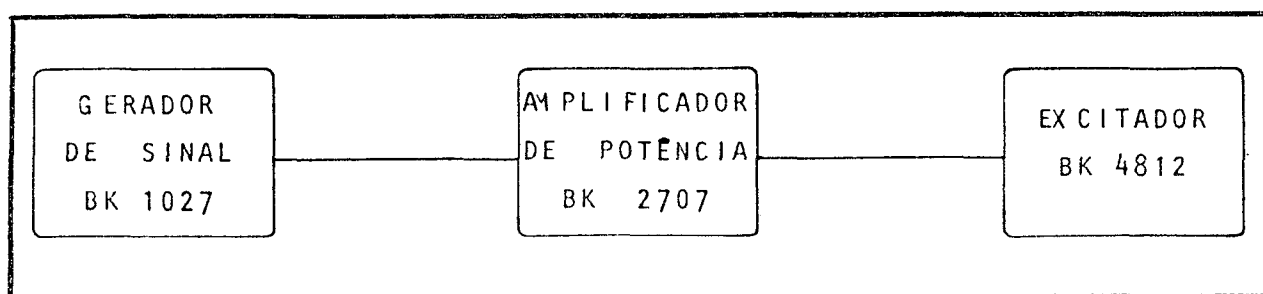 GERADOR
DE SINAL
BK 1027
AMPLIFICADOR
DE POTÊNCIA
BK 2707
EXCITADOR
BK 4812